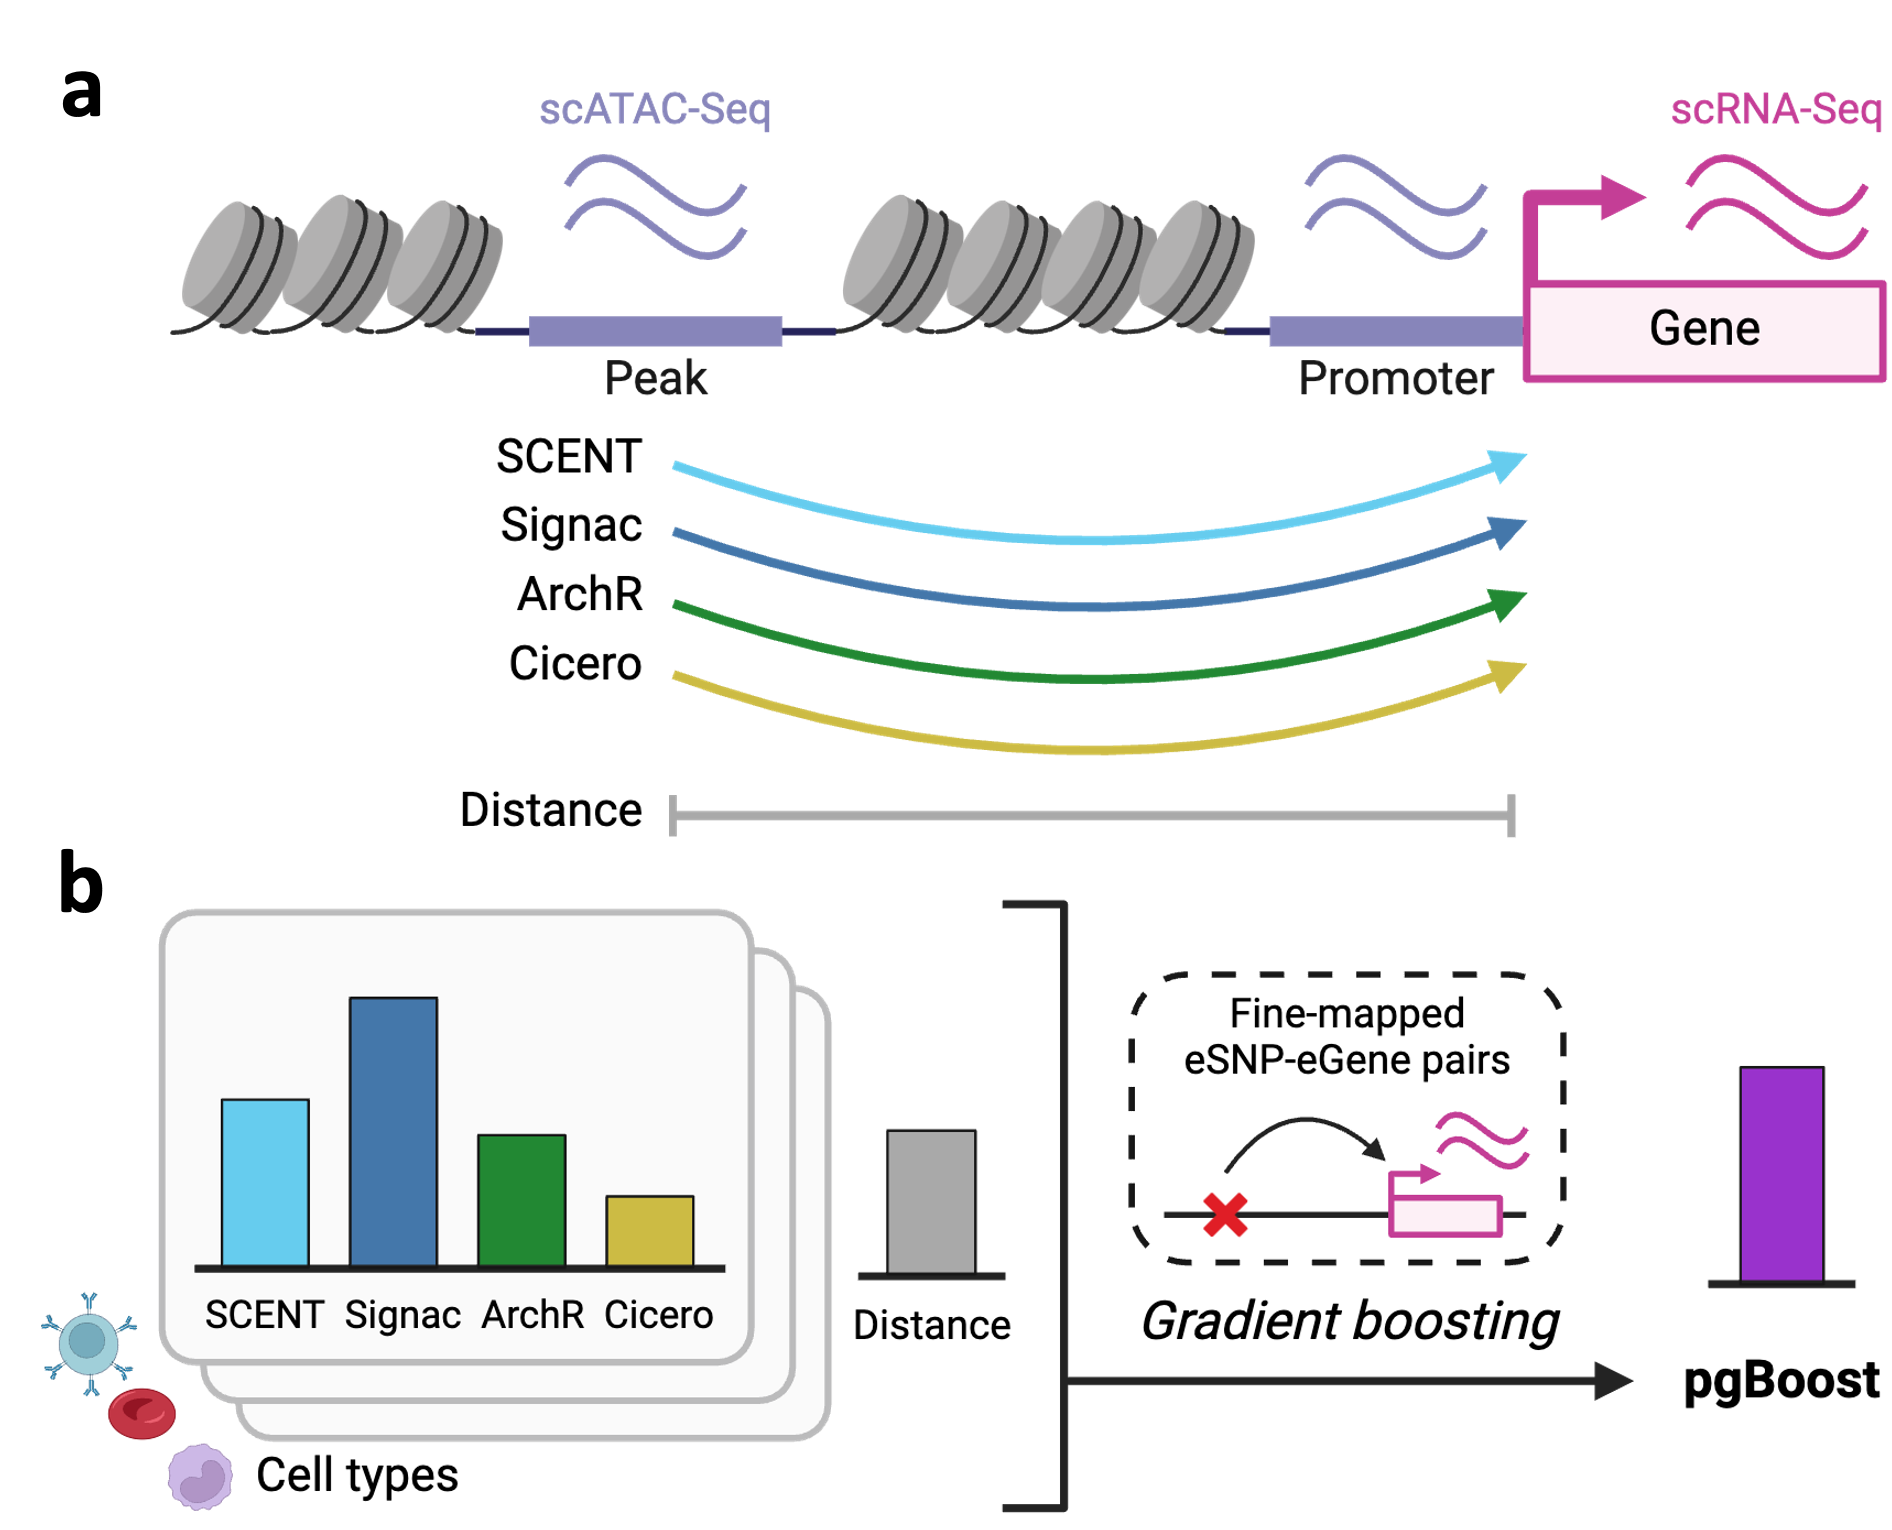 a
scATAC-Seq
scRNA-Seq
Gene
Peak
Promoter
SCENT
Signac
ArchR
Cicero
Distance
b
SCENT Signac ArchR Cicero
Cell types
Distance
Fine-mapped
eSNP-eGene pairs
Gradient boosting
pgBoost